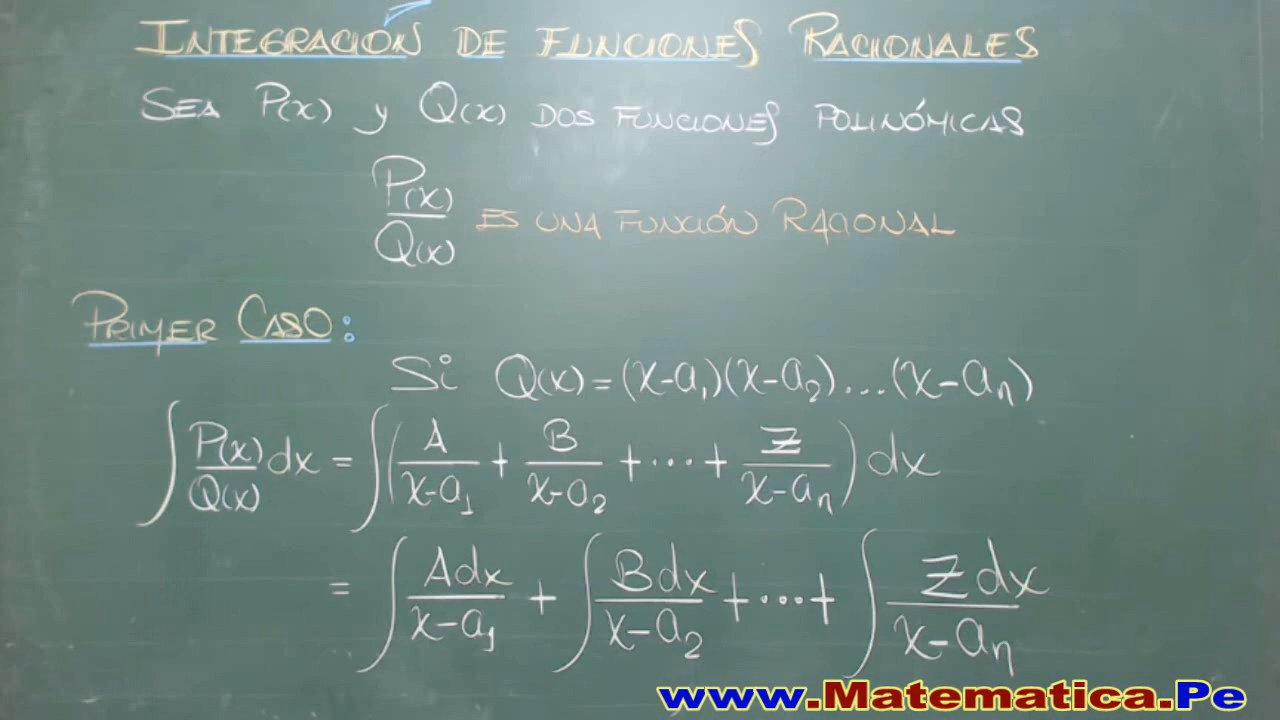 INTEGRACIÓN DE FUNCIONES RACIONALES
SEA P(x) y Q(x) DOS FUNCIONES POLINÓMICAS
P(x)/Q(x) ES UNA FUNCIÓN RACIONAL
PRIMER CASO:
Si Q(x) = (x-a₁)(x-a₂)...(x-aₙ)
∫ P(x)/Q(x) dx = ∫ (A/(x-a₁) + B/(x-a₂) + ... + Z/(x-aₙ)) dx
= ∫ Adx/(x-a₁) + ∫ Bdx/(x-a₂) + ... + ∫ Zdx/(x-aₙ)
www.Matematica.Pe